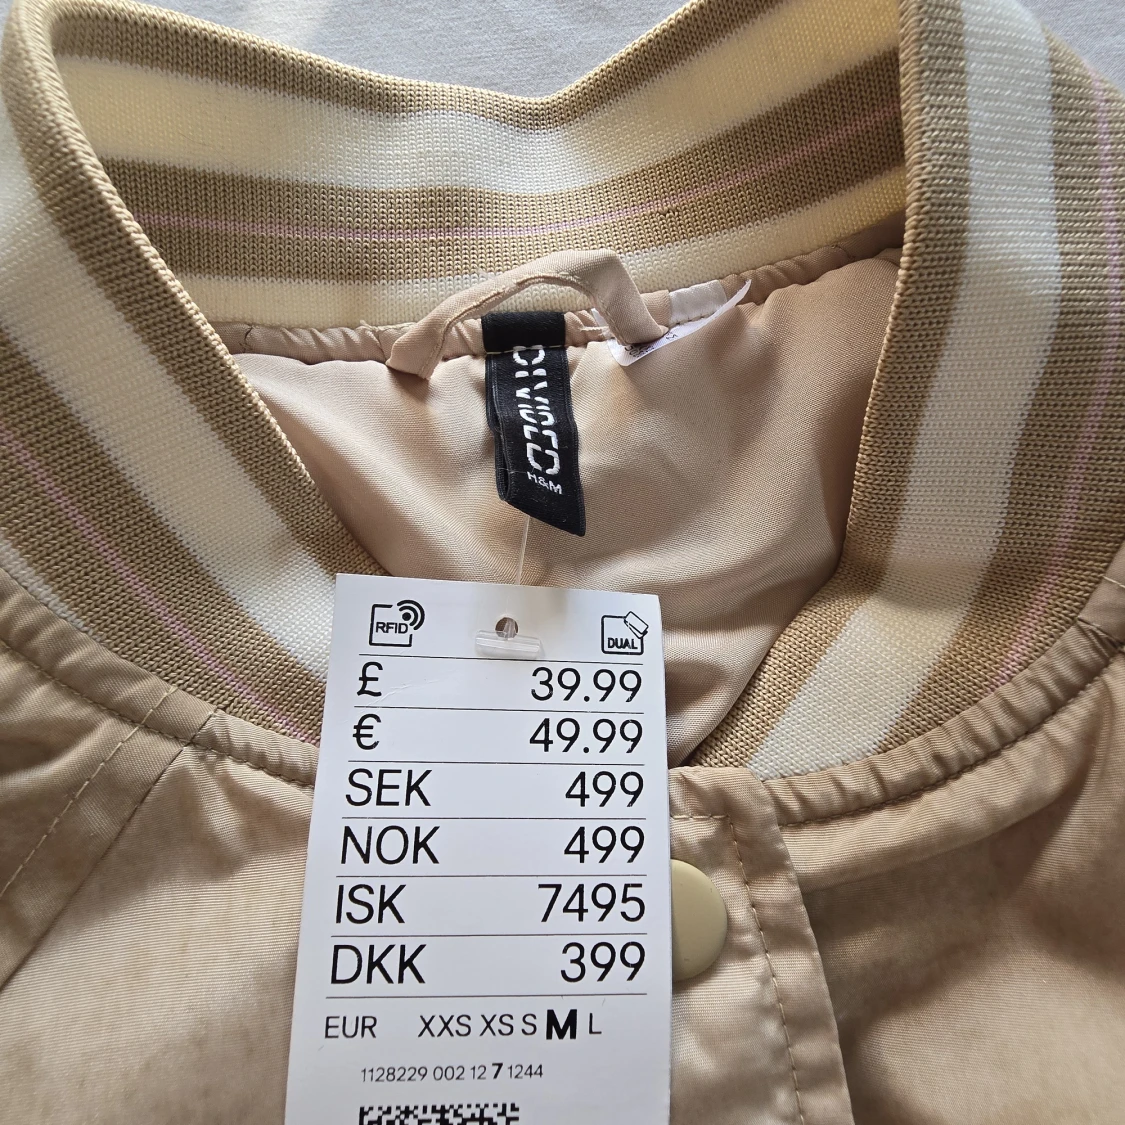 DIVIDED
H&M
RFID
DUAL
£ 39.99
€ 49.99
SEK 499
NOK 499
ISK 7495
DKK 399
EUR XXS XS S M L
1128229 002 12 7 1244